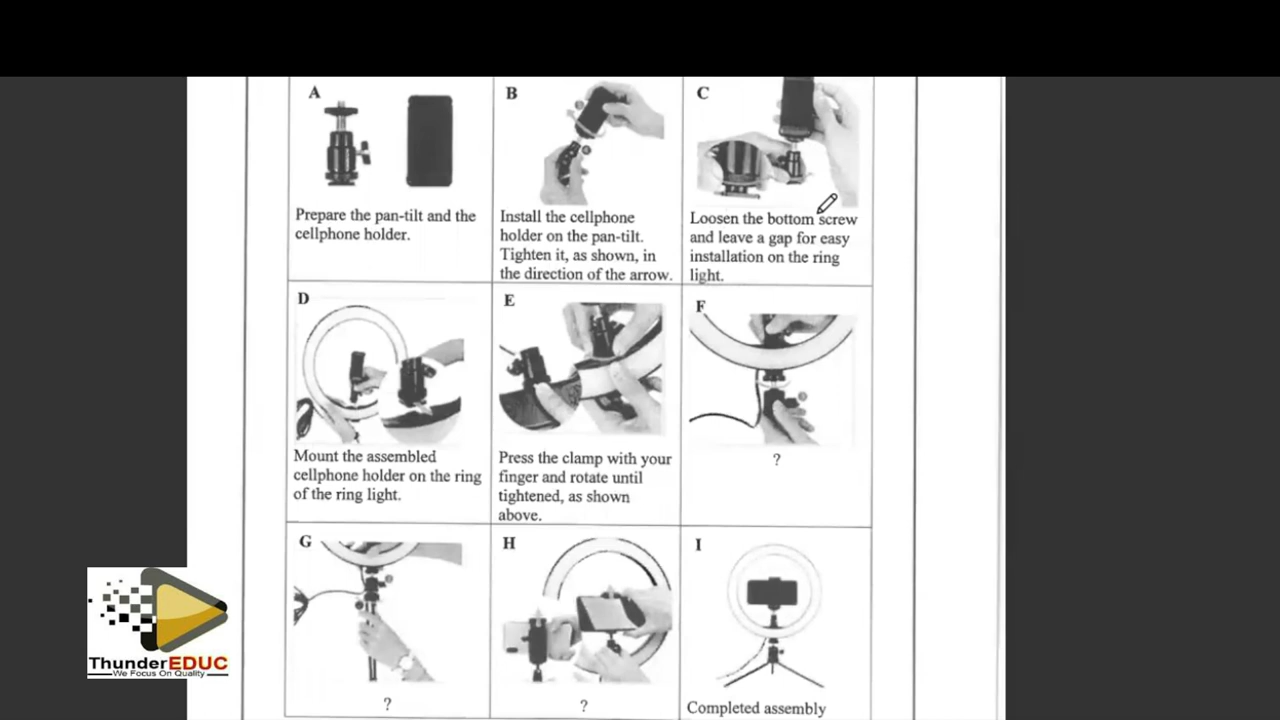 A
B
C
Prepare the pan-tilt and the
cellphone holder.
Install the cellphone
holder on the pan-tilt.
Tighten it, as shown, in
the direction of the arrow.
Loosen the bottom screw
and leave a gap for easy
installation on the ring
light.
D
E
F
Mount the assembled
cellphone holder on the ring
of the ring light.
Press the clamp with your
finger and rotate until
tightened, as shown
above.
?
G
H
I
?
?
Completed assembly
ThunderEDUC
We Focus On Quality